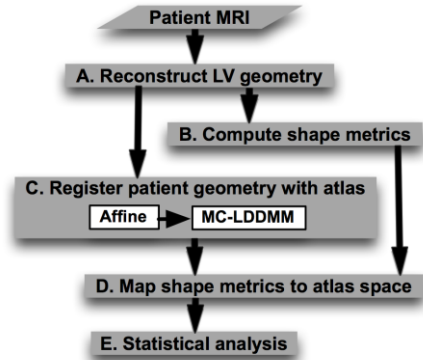 Patient MRI
A. Reconstruct LV geometry
B. Compute shape metrics
C. Register patient geometry with atlas
Affine
MC-LDDMM
D. Map shape metrics to atlas space
E. Statistical analysis